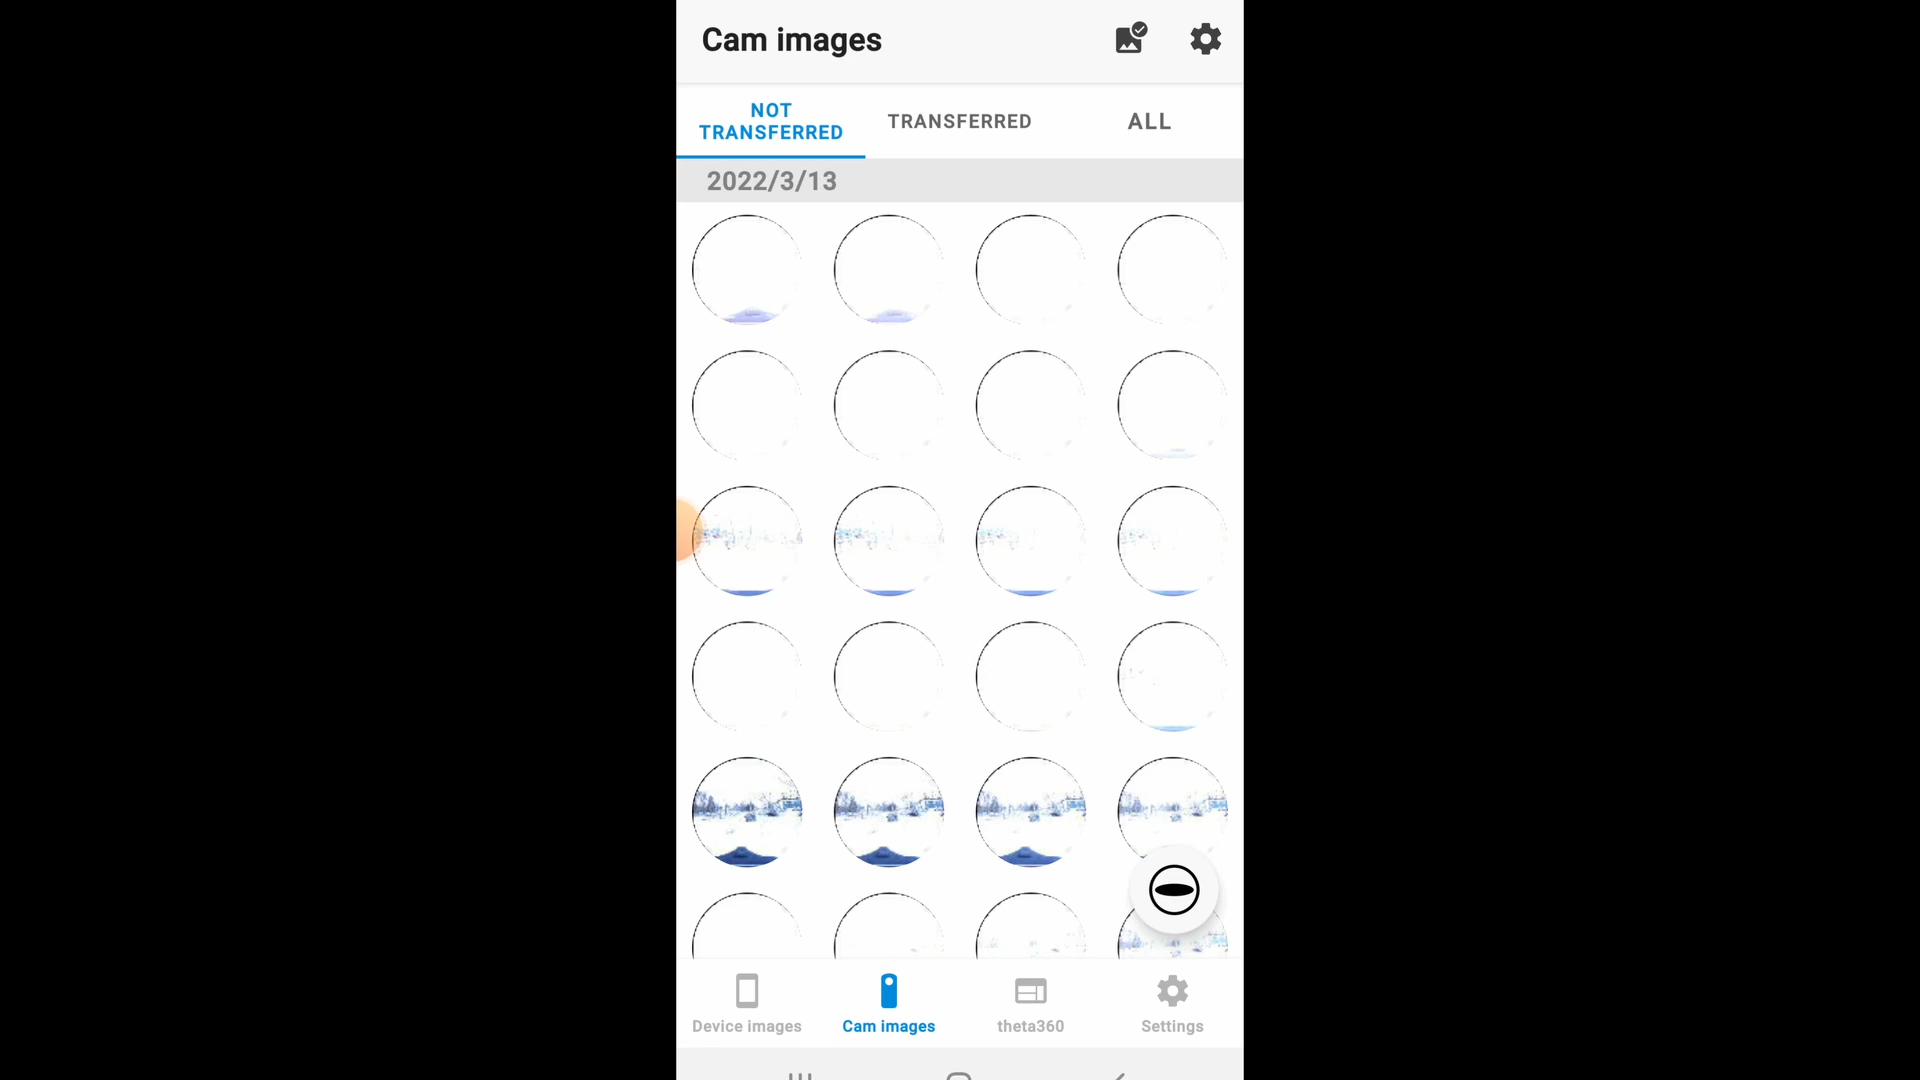 Cam images
NOT
TRANSFERRED
TRANSFERRED
ALL
2022/3/13
Device images
Cam images
theta360
Settings